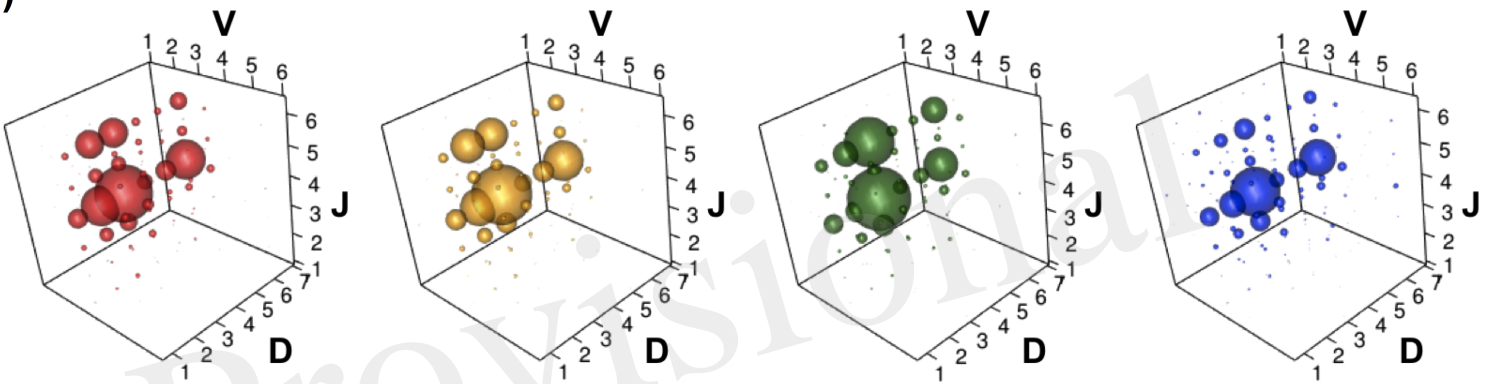 )
V V V V
1 2 3 4 5 6 1 2 3 4 5 6 1 2 3 4 5 6 1 2 3 4 5 6
6 5 4 3 2 1 J 6 5 4 3 2 1 J 6 5 4 3 2 1 J 6 5 4 3 2 1 J
1 2 3 4 5 6 7 D 1 2 3 4 5 6 7 D 1 2 3 4 5 6 7 D 1 2 3 4 5 6 7 D
Provisional